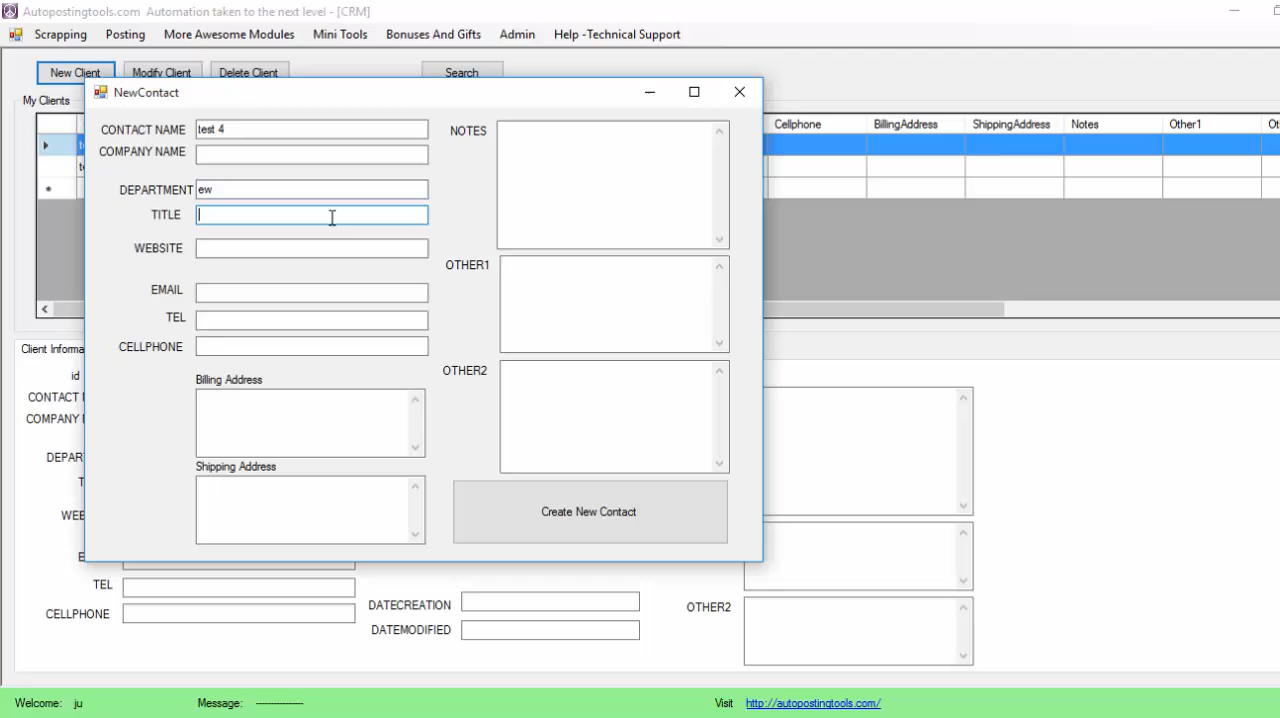 Autopostingtools.com Automation taken to the next level - [CRM]
Scrapping Posting More Awesome Modules Mini Tools Bonuses And Gifts Admin Help -Technical Support
New Client Modify Client Delete Client Search
My Clients
Cellphone BillingAddress ShippingAddress Notes Other1
NewContact
CONTACT NAME test 4
COMPANY NAME
DEPARTMENT ew
TITLE
WEBSITE
EMAIL
TEL
CELLPHONE
Billing Address
Shipping Address
NOTES
OTHER1
OTHER2
Create New Contact
Client Informa
id
CONTACT
COMPANY
DEPAR
T
WEE
E
TEL
CELLPHONE
DATECREATION
DATEMODIFIED
OTHER2
Welcome: ju Message: --------------- Visit http://autopostingtools.com/